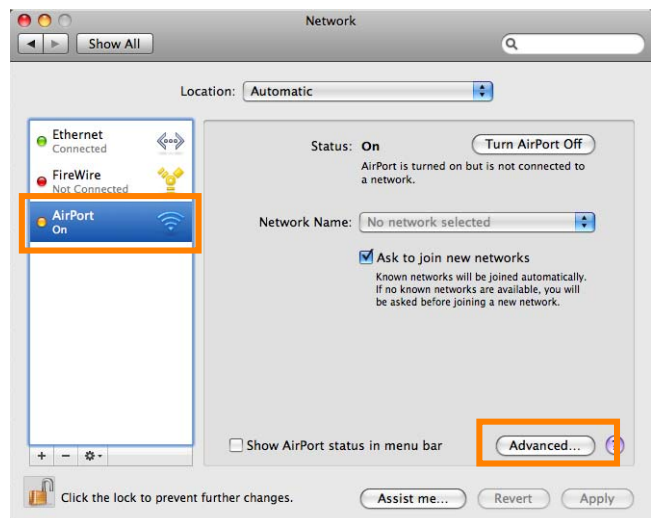 Network
Show All
Location: Automatic
Ethernet
Connected
FireWire
Not Connected
AirPort
On
Status: On
Turn AirPort Off
AirPort is turned on but is not connected to
a network.
Network Name: No network selected
Ask to join new networks
Known networks will be joined automatically.
If no known networks are available, you will
be asked before joining a new network.
Show AirPort status in menu bar
Advanced...
?
Click the lock to prevent further changes.
Assist me...
Revert
Apply